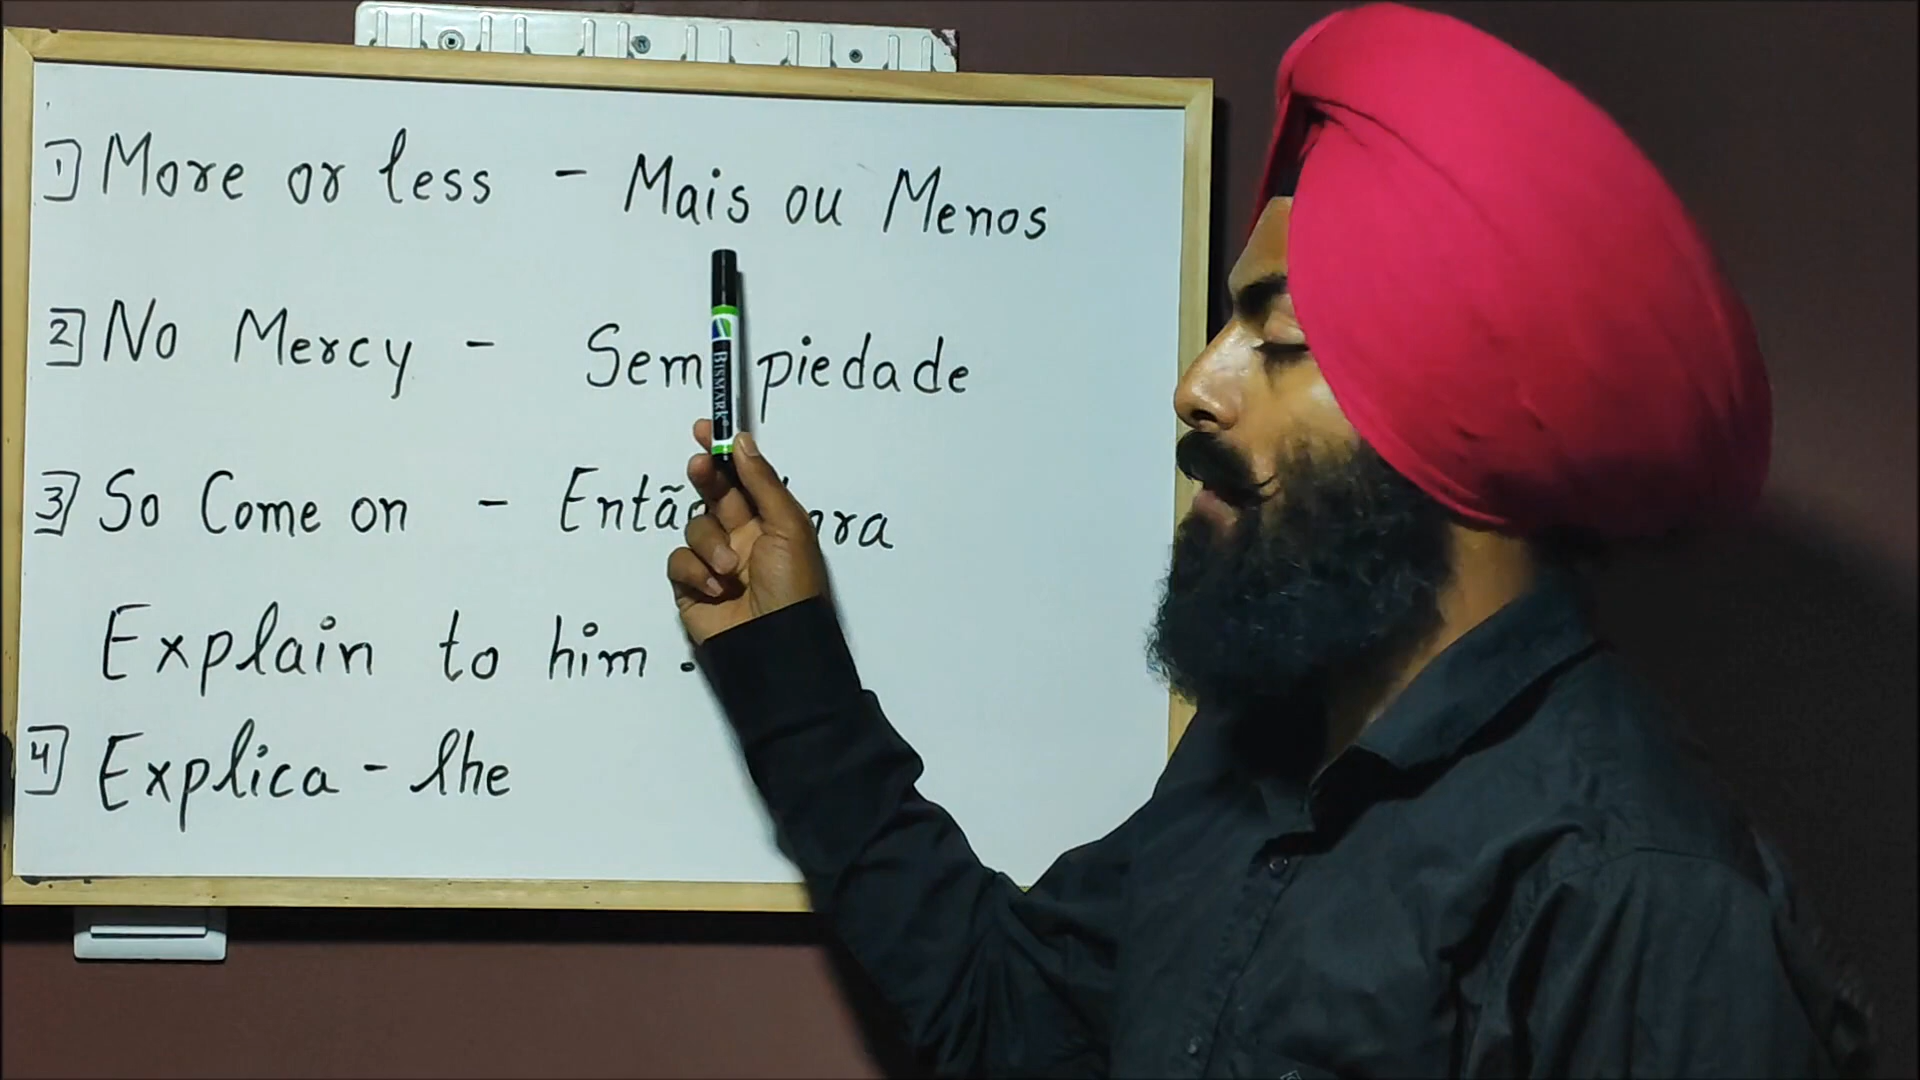 1] More or less - Mais ou Menos
2] No Mercy - Sem piedade
BISMARK
3] So Come on - Então
Explain to him.
4] Explica - lhe